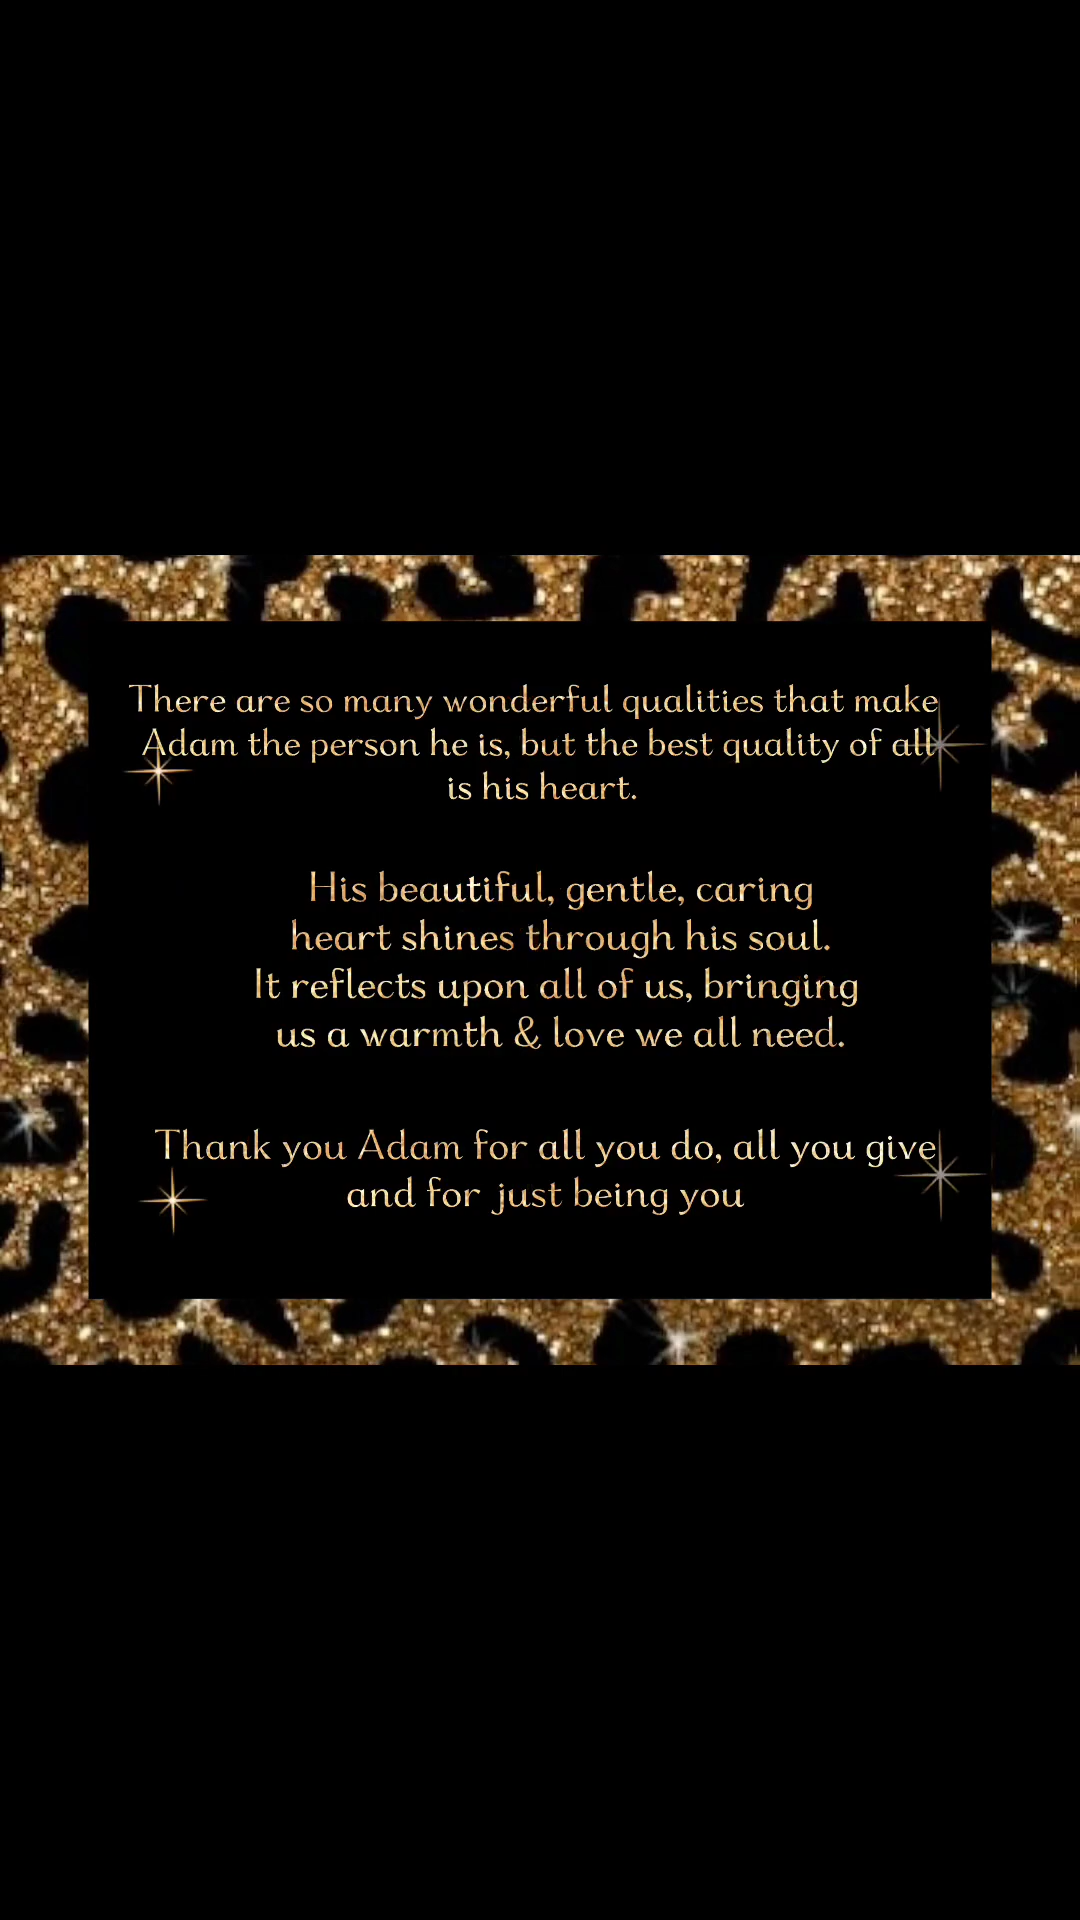 There are so many wonderful qualities that make
Adam the person he is, but the best quality of all
is his heart.
His beautiful, gentle, caring
heart shines through his soul.
It reflects upon all of us, bringing
us a warmth & love we all need.
Thank you Adam for all you do, all you give
and for just being you